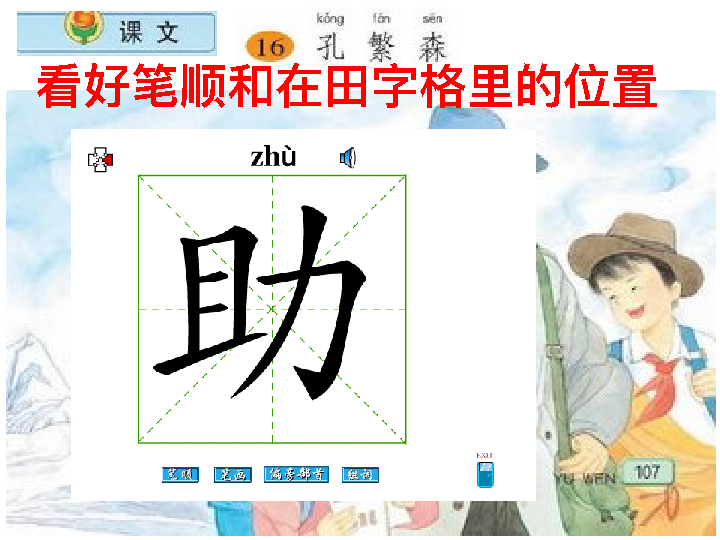 课 文
kǒng fán sēn
16 孔 繁 森
看好笔顺和在田字格里的位置
zhù
助
笔顺 笔画 偏旁部首 组词
EXIT
YU WEN 107